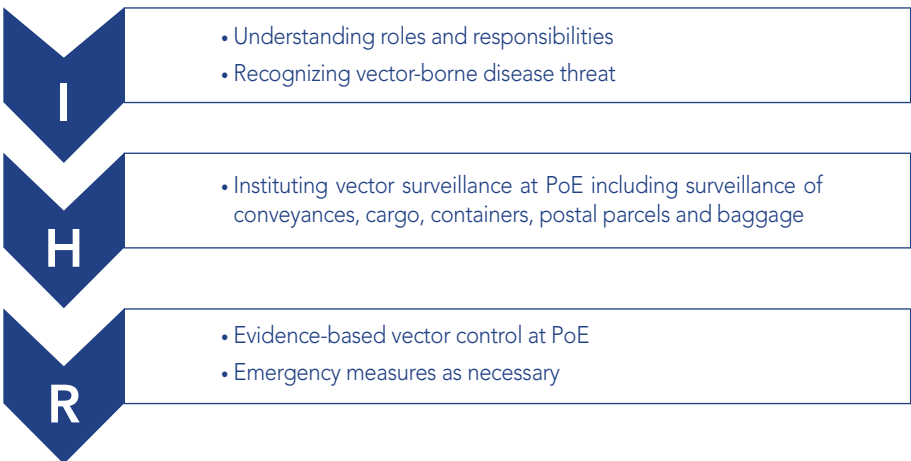 I
• Understanding roles and responsibilities
• Recognizing vector-borne disease threat
H
• Instituting vector surveillance at PoE including surveillance of
conveyances, cargo, containers, postal parcels and baggage
R
• Evidence-based vector control at PoE
• Emergency measures as necessary